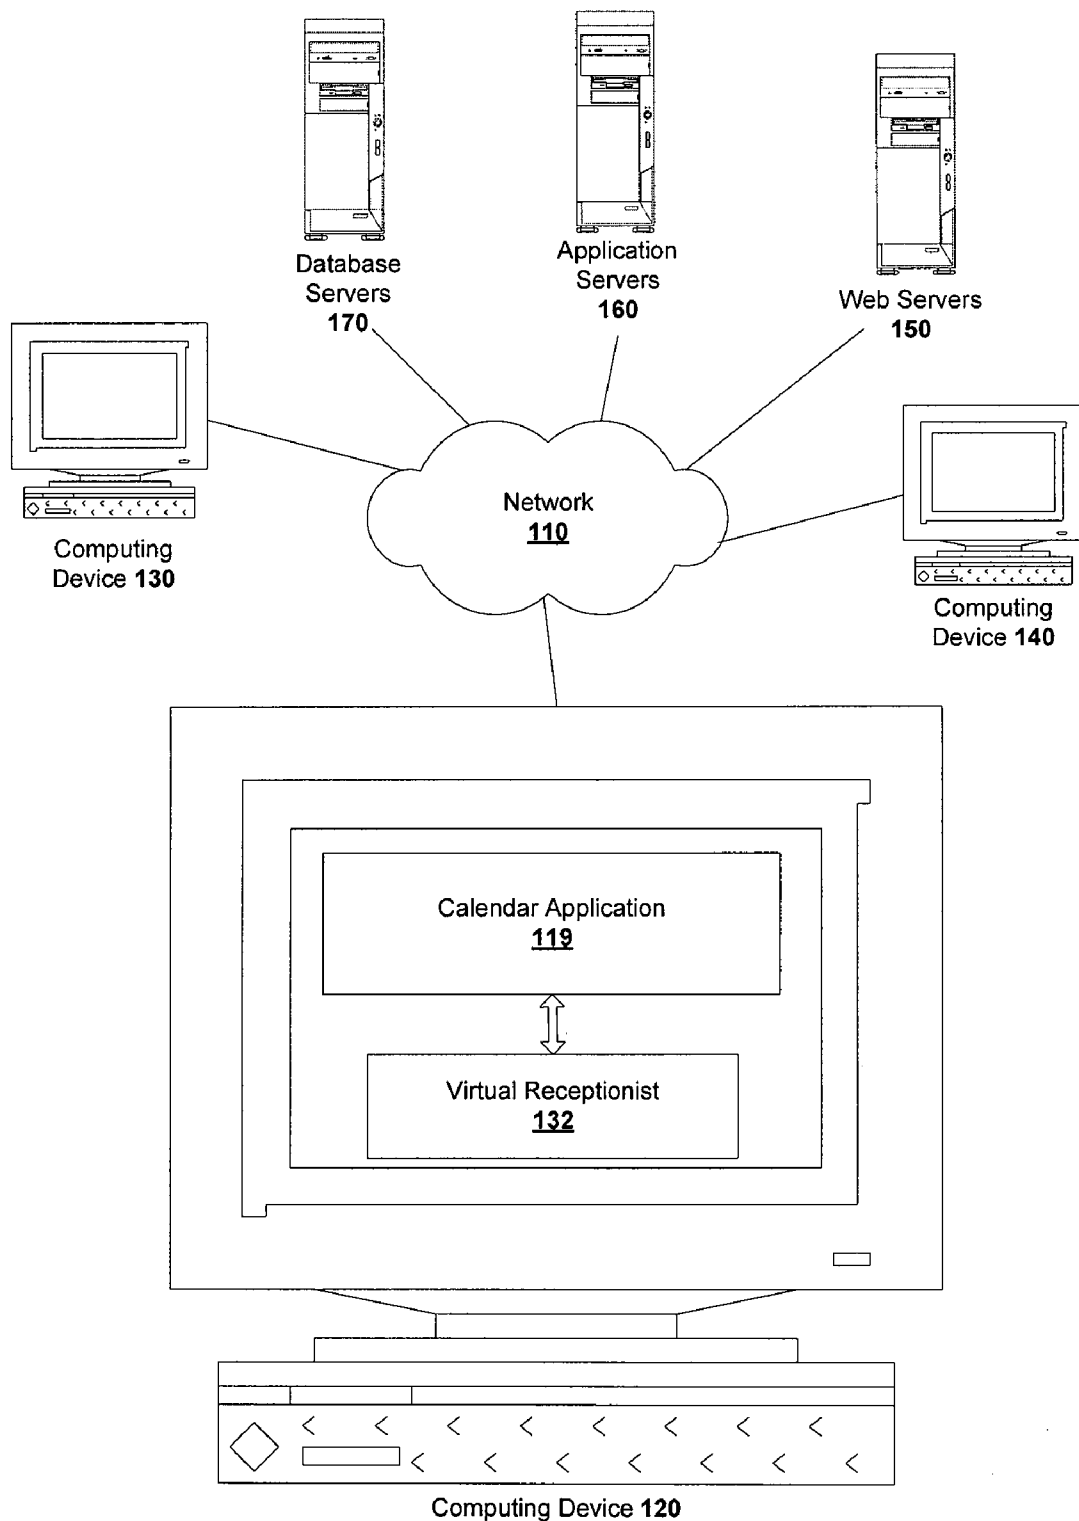 Database
Servers
170
Application
Servers
160
Web Servers
150
Computing
Device 130
Network
110
Computing
Device 140
Calendar Application
119
Virtual Receptionist
132
Computing Device 120